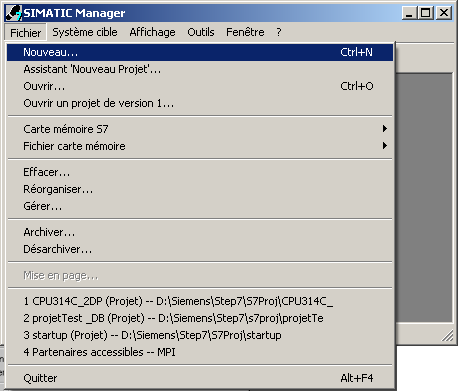 SIMATIC Manager
Fichier Système cible Affichage Outils Fenêtre ?
Nouveau... Ctrl+N
Assistant 'Nouveau Projet'...
Ouvrir... Ctrl+O
Ouvrir un projet de version 1...
Carte mémoire S7
Fichier carte mémoire
Effacer...
Réorganiser...
Gérer...
Archiver...
Désarchiver...
Mise en page...
1 CPU314C_2DP (Projet) -- D:\Siemens\Step7\S7Proj\CPU314C_
2 projetTest _DB (Projet) -- D:\Siemens\Step7\s7proj\projetTe
3 startup (Projet) -- D:\Siemens\Step7\S7Proj\startup
4 Partenaires accessibles -- MPI
Quitter Alt+F4